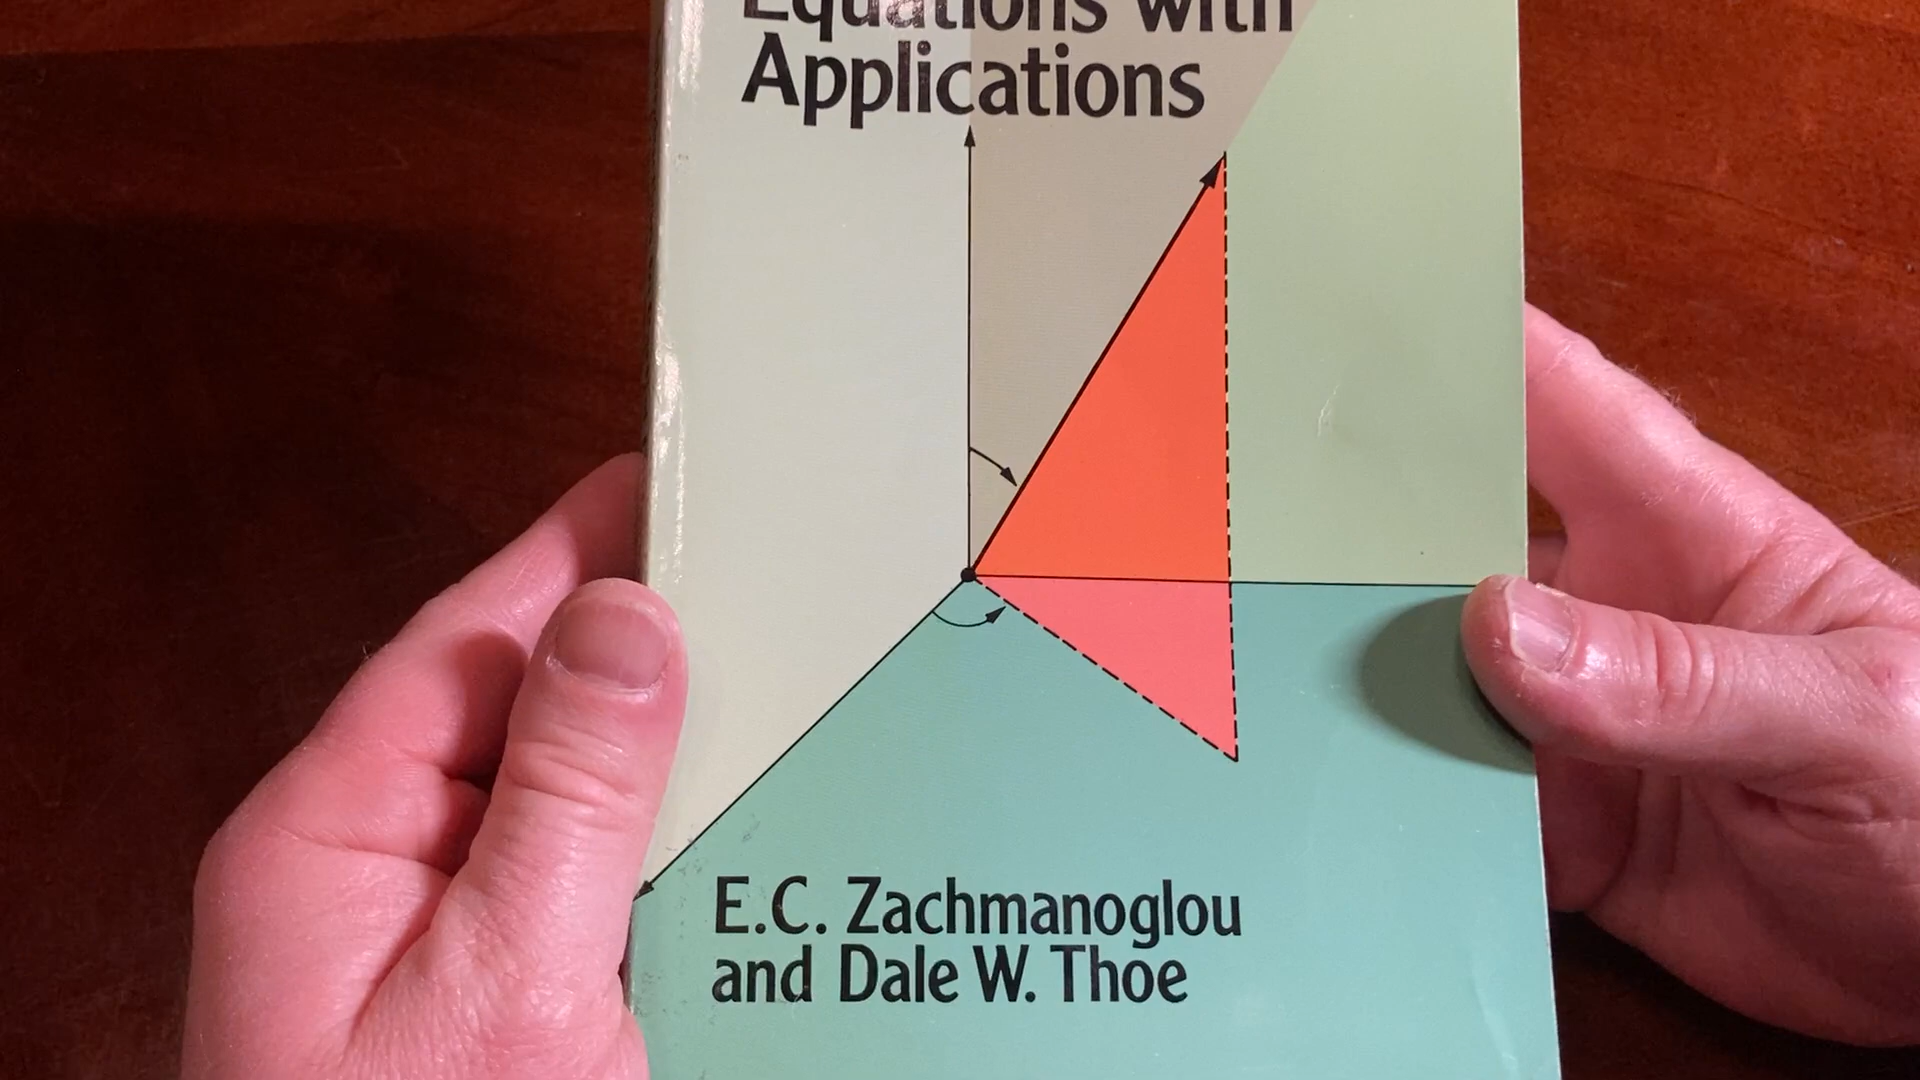 Equations with
Applications
E.C. Zachmanoglou
and Dale W. Thoe